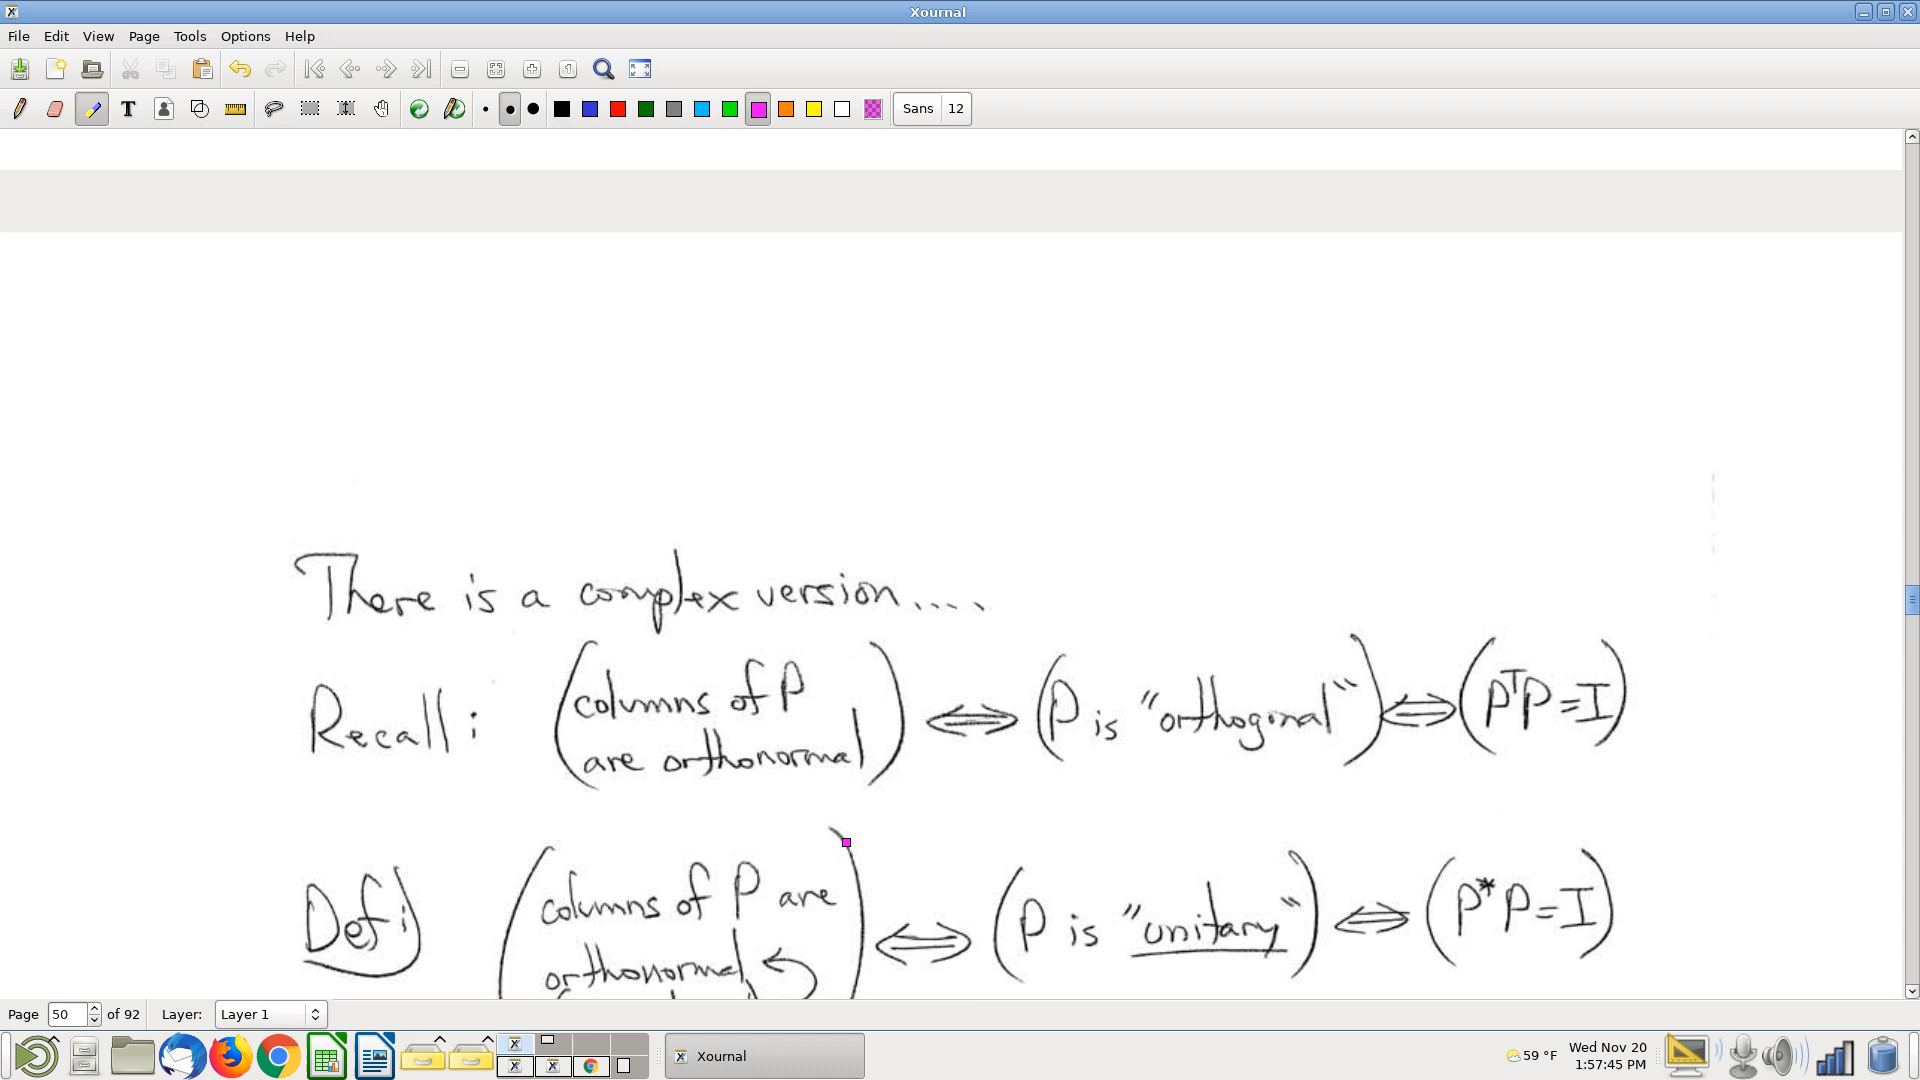 Xournal
File Edit View Page Tools Options Help
Sans 12
There is a complex version....
Recall: (columns of P are orthonormal) ⟺ (P is "orthogonal") ⟺ (PᵀP = I)
Def: (columns of P are orthonormal ⟺ (P is "unitary") ⟺ (P*P = I)
Page 50 of 92 Layer: Layer 1
Xournal
59 °F
Wed Nov 20
1:57:45 PM